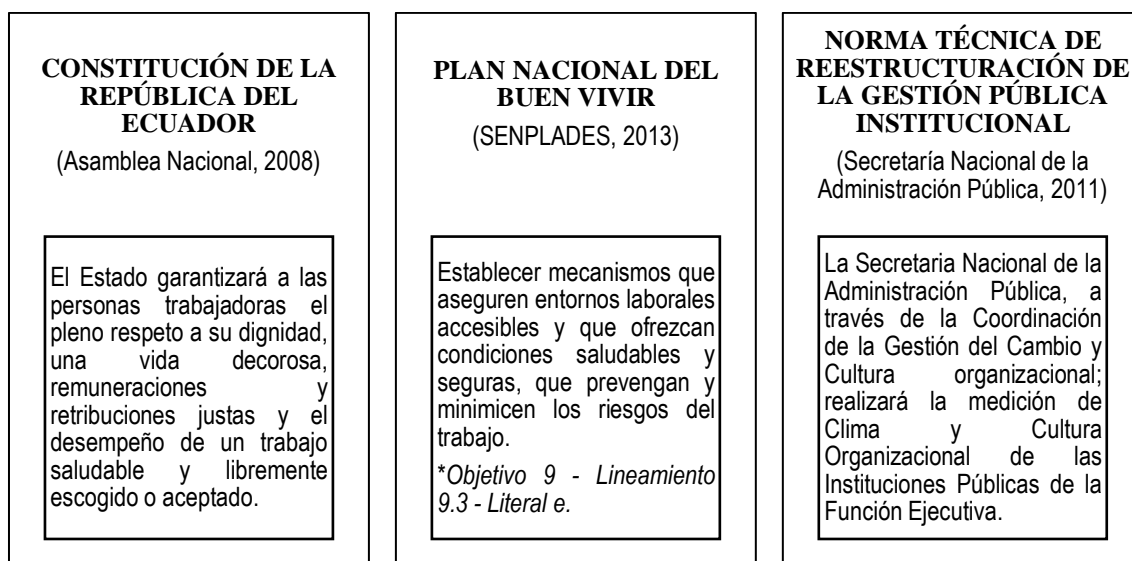 CONSTITUCIÓN DE LA
REPÚBLICA DEL
ECUADOR
(Asamblea Nacional, 2008)
El Estado garantizará a las
personas trabajadoras el
pleno respeto a su dignidad,
una vida decorosa,
remuneraciones y
retribuciones justas y el
desempeño de un trabajo
saludable y libremente
escogido o aceptado.
PLAN NACIONAL DEL
BUEN VIVIR
(SENPLADES, 2013)
Establecer mecanismos que
aseguren entornos laborales
accesibles y que ofrezcan
condiciones saludables y
seguras, que prevengan y
minimicen los riesgos del
trabajo.
*Objetivo 9 - Lineamiento
9.3 - Literal e.
NORMA TÉCNICA DE
REESTRUCTURACIÓN DE
LA GESTIÓN PÚBLICA
INSTITUCIONAL
(Secretaría Nacional de la
Administración Pública, 2011)
La Secretaria Nacional de la
Administración Pública, a
través de la Coordinación
de la Gestión del Cambio y
Cultura organizacional;
realizará la medición de
Clima y Cultura
Organizacional de las
Instituciones Públicas de la
Función Ejecutiva.